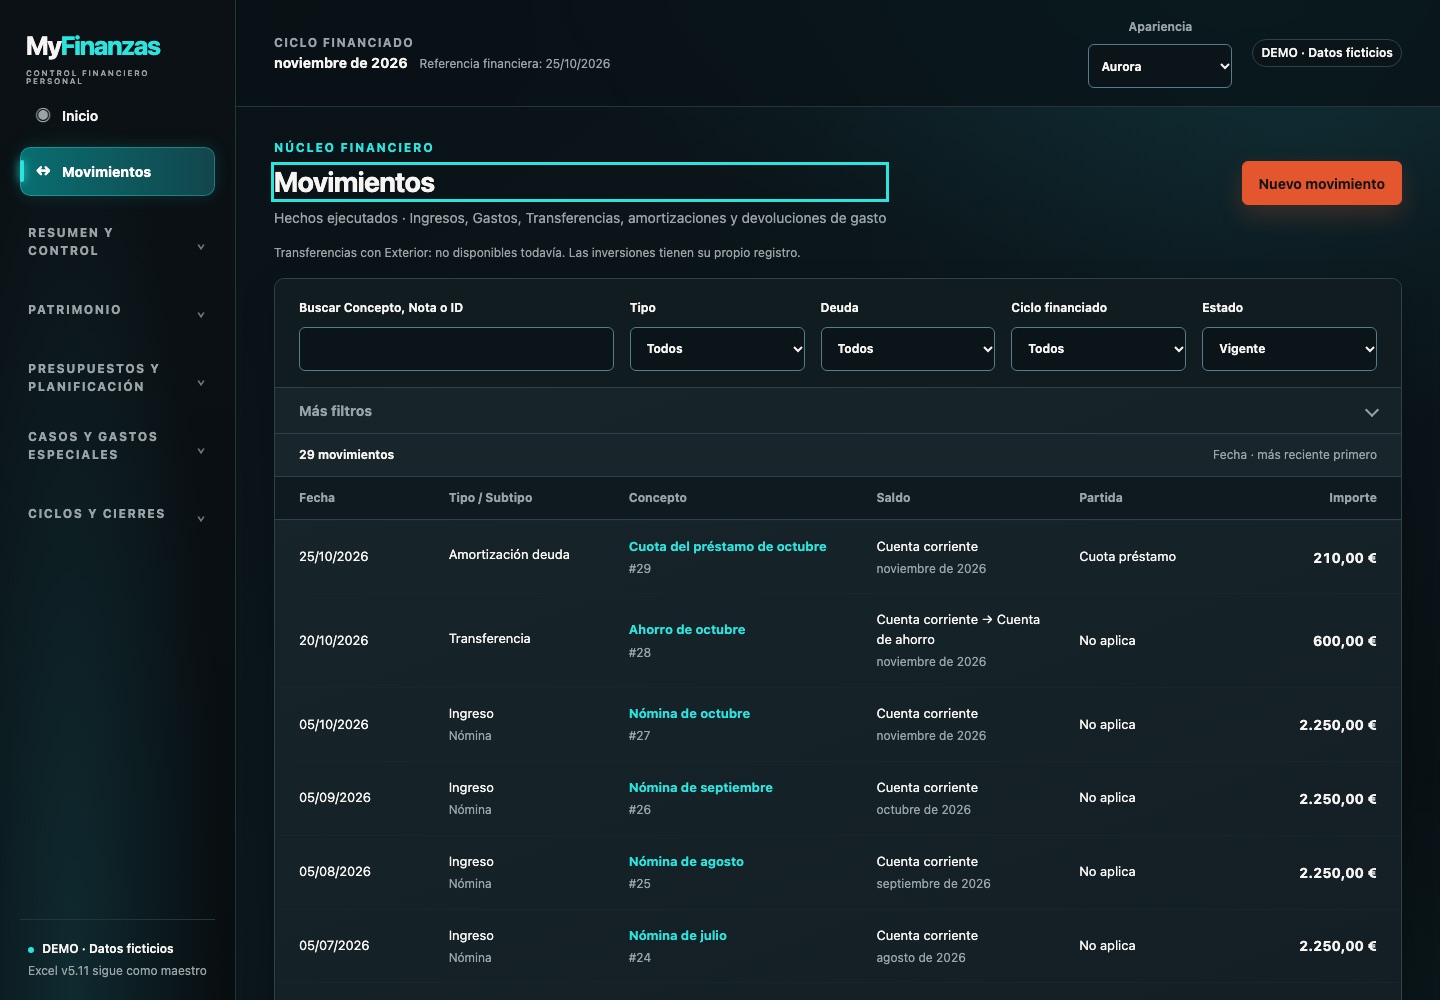 MyFinanzas
CONTROL FINANCIERO
PERSONAL
Inicio
Movimientos
RESUMEN Y
CONTROL
PATRIMONIO
PRESUPUESTOS Y
PLANIFICACIÓN
CASOS Y GASTOS
ESPECIALES
CICLOS Y CIERRES
DEMO · Datos ficticios
Excel v5.11 sigue como maestro
CICLO FINANCIADO
noviembre de 2026 Referencia financiera: 25/10/2026
Apariencia
Aurora
DEMO · Datos ficticios
NÚCLEO FINANCIERO
Movimientos
Hechos ejecutados · Ingresos, Gastos, Transferencias, amortizaciones y devoluciones de gasto
Nuevo movimiento
Transferencias con Exterior: no disponibles todavía. Las inversiones tienen su propio registro.
Buscar Concepto, Nota o ID Tipo Deuda Ciclo financiado Estado
Todos Todos Todos Vigente
Más filtros
29 movimientos Fecha · más reciente primero
Fecha Tipo / Subtipo Concepto Saldo Partida Importe
25/10/2026 Amortización deuda Cuota del préstamo de octubre Cuenta corriente Cuota préstamo 210,00 €
#29 noviembre de 2026
20/10/2026 Transferencia Ahorro de octubre Cuenta corriente → Cuenta No aplica 600,00 €
de ahorro
#28 noviembre de 2026
05/10/2026 Ingreso Nómina de octubre Cuenta corriente No aplica 2.250,00 €
Nómina #27 noviembre de 2026
05/09/2026 Ingreso Nómina de septiembre Cuenta corriente No aplica 2.250,00 €
Nómina #26 octubre de 2026
05/08/2026 Ingreso Nómina de agosto Cuenta corriente No aplica 2.250,00 €
Nómina #25 septiembre de 2026
05/07/2026 Ingreso Nómina de julio Cuenta corriente No aplica 2.250,00 €
Nómina #24 agosto de 2026